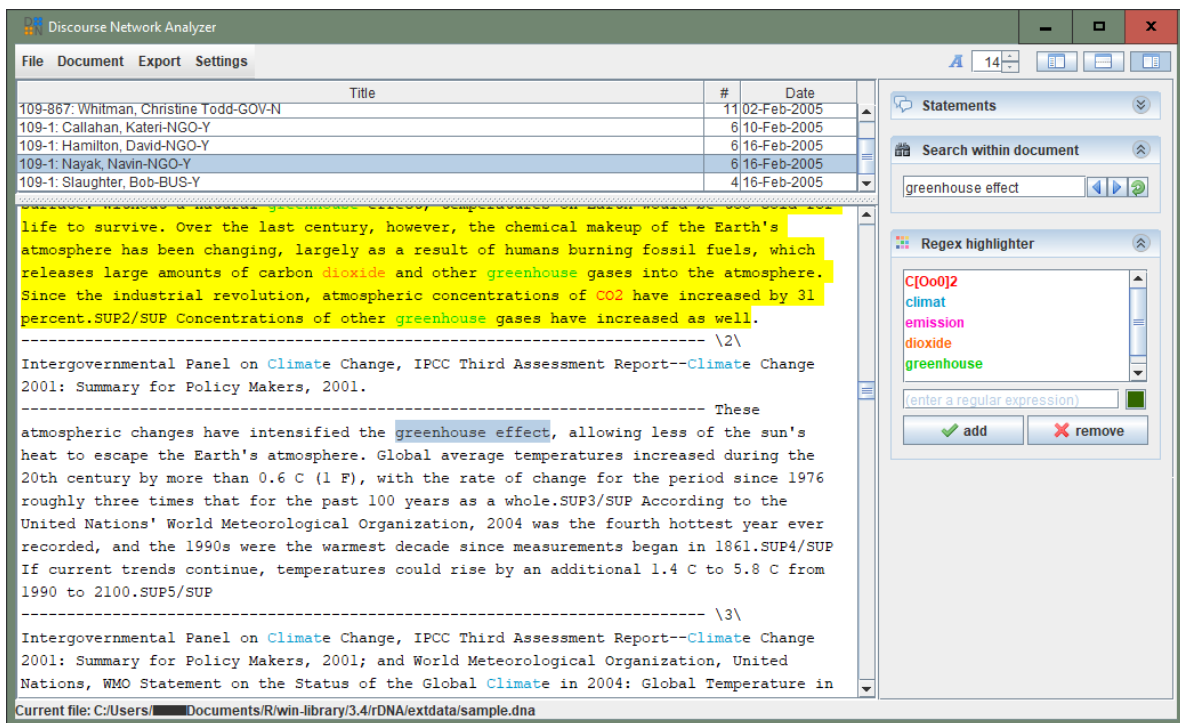 Discourse Network Analyzer
File Document Export Settings
14
Title # Date
109-867: Whitman, Christine Todd-GOV-N 11 02-Feb-2005
109-1: Callahan, Kateri-NGO-Y 6 10-Feb-2005
109-1: Hamilton, David-NGO-Y 6 16-Feb-2005
109-1: Nayak, Navin-NGO-Y 6 16-Feb-2005
109-1: Slaughter, Bob-BUS-Y 4 16-Feb-2005
surface. Without a natural greenhouse effect, temperatures on Earth would be too cold for
life to survive. Over the last century, however, the chemical makeup of the Earth's
atmosphere has been changing, largely as a result of humans burning fossil fuels, which
releases large amounts of carbon dioxide and other greenhouse gases into the atmosphere.
Since the industrial revolution, atmospheric concentrations of CO2 have increased by 31
percent.SUP2/SUP Concentrations of other greenhouse gases have increased as well.
--------------------------------------------------------------------------- \2\
Intergovernmental Panel on Climate Change, IPCC Third Assessment Report--Climate Change
2001: Summary for Policy Makers, 2001.
--------------------------------------------------------------------------- These
atmospheric changes have intensified the greenhouse effect, allowing less of the sun's
heat to escape the Earth's atmosphere. Global average temperatures increased during the
20th century by more than 0.6 C (1 F), with the rate of change for the period since 1976
roughly three times that for the past 100 years as a whole.SUP3/SUP According to the
United Nations' World Meteorological Organization, 2004 was the fourth hottest year ever
recorded, and the 1990s were the warmest decade since measurements began in 1861.SUP4/SUP
If current trends continue, temperatures could rise by an additional 1.4 C to 5.8 C from
1990 to 2100.SUP5/SUP
--------------------------------------------------------------------------- \3\
Intergovernmental Panel on Climate Change, IPCC Third Assessment Report--Climate Change
2001: Summary for Policy Makers, 2001; and World Meteorological Organization, United
Nations, WMO Statement on the Status of the Global Climate in 2004: Global Temperature in
Statements
Search within document
greenhouse effect
Regex highlighter
C[Oo0]2
climat
emission
dioxide
greenhouse
(enter a regular expression)
add remove
Current file: C:/Users/ Documents/R/win-library/3.4/rDNA/extdata/sample.dna